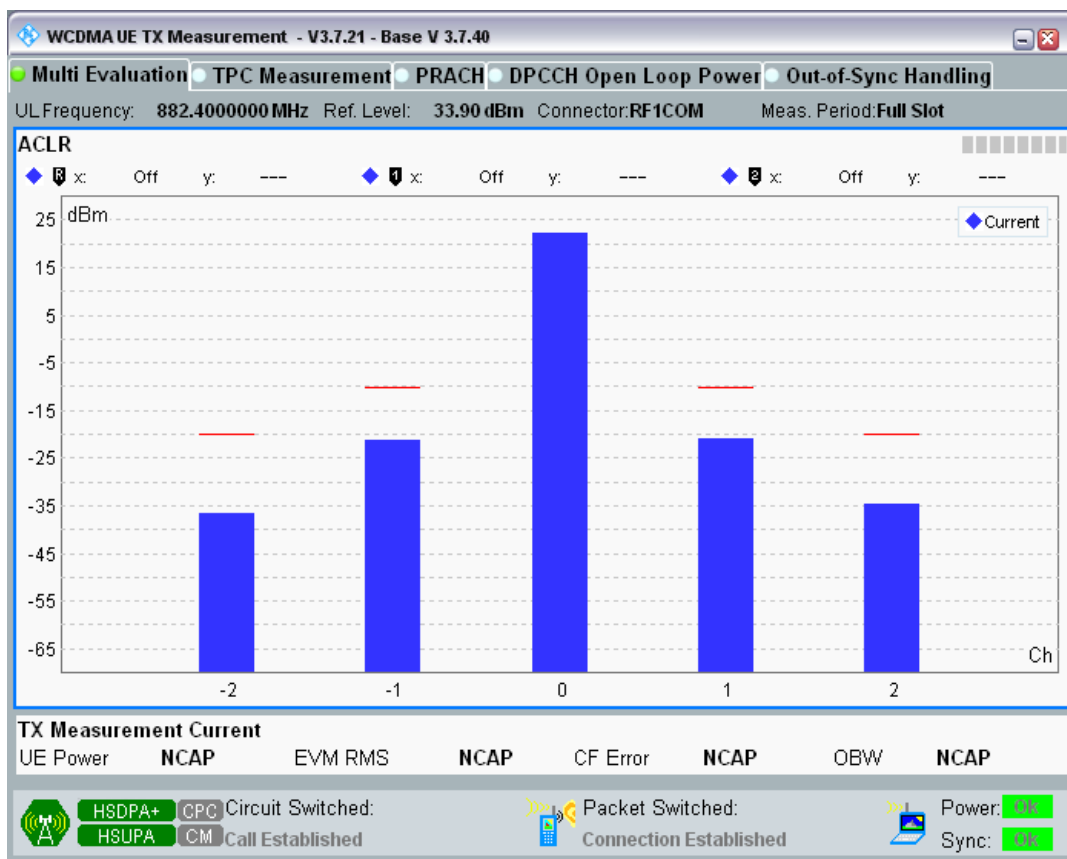 WCDMA UE TX Measurement - V3.7.21 - Base V 3.7.40
Multi Evaluation TPC Measurement PRACH DPCCH Open Loop Power Out-of-Sync Handling
UL Frequency: 882.4000000 MHz Ref. Level: 33.90 dBm Connector:RF1COM Meas. Period:Full Slot
ACLR
R x: Off y: --- 1 x: Off y: --- 2 x: Off y: ---
dBm
Current
25
15
5
-5
-15
-25
-35
-45
-55
-65
Ch
-2 -1 0 1 2
TX Measurement Current
UE Power NCAP EVM RMS NCAP CF Error NCAP OBW NCAP
HSDPA+ CPC Circuit Switched: Packet Switched: Power: Ok
HSUPA CM Call Established Connection Established Sync: Ok